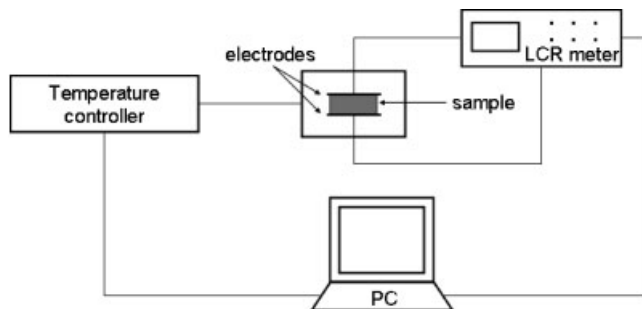 electrodes
LCR meter
Temperature
controller
sample
PC